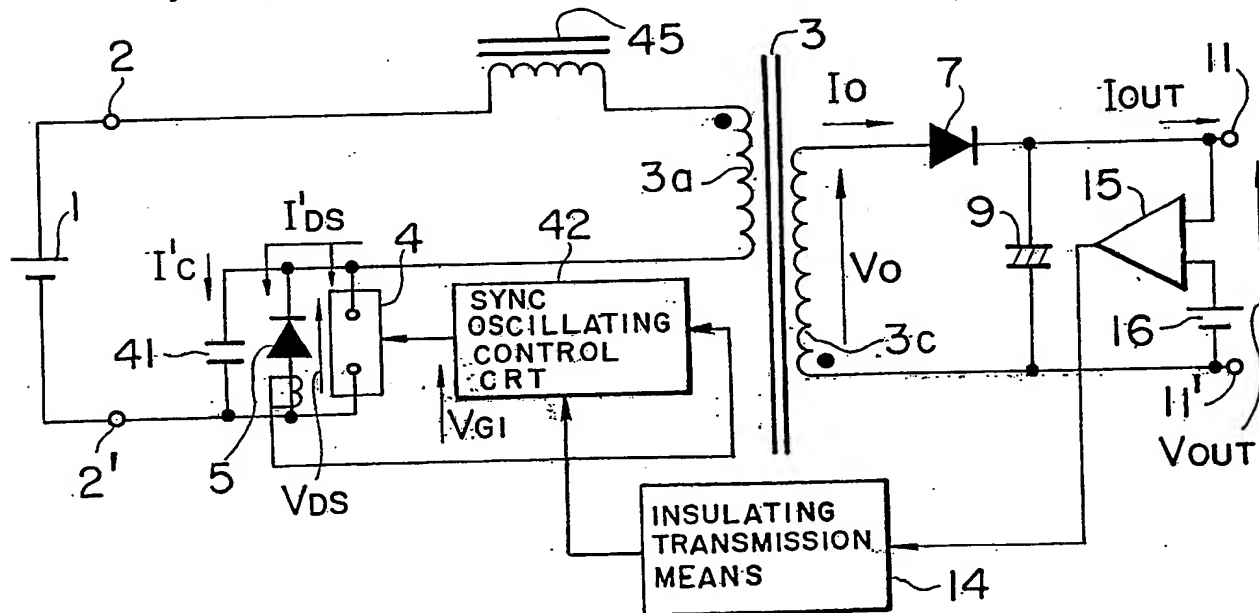 45
3
2
Io
7
IOUT
11
3a
15
1
I'DS
I'C
4
42
9
SYNC
OSCILLATING
CONTROL
CRT
Vo
16
41
3c
VG1
2'
5
VDS
11'
VOUT
INSULATING
TRANSMISSION
MEANS
14